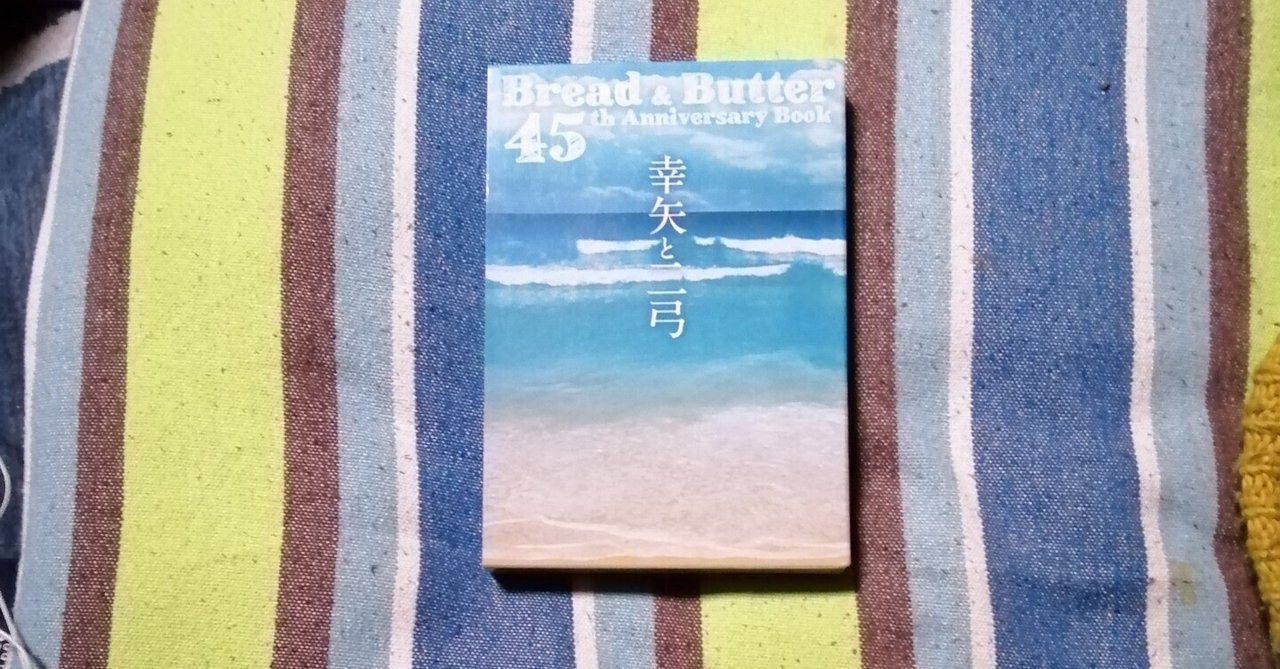 Bread & Butter
45th Anniversary Book
幸矢と二弓